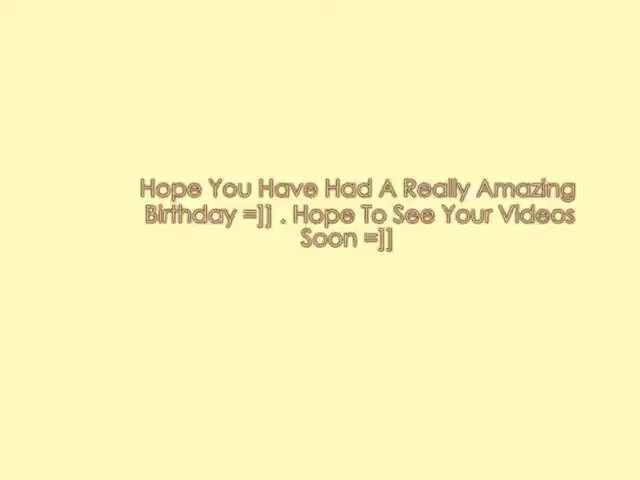 Hope You Have Had A Really Amazing
Birthday =]] . Hope To See Your Videos
Soon =]]